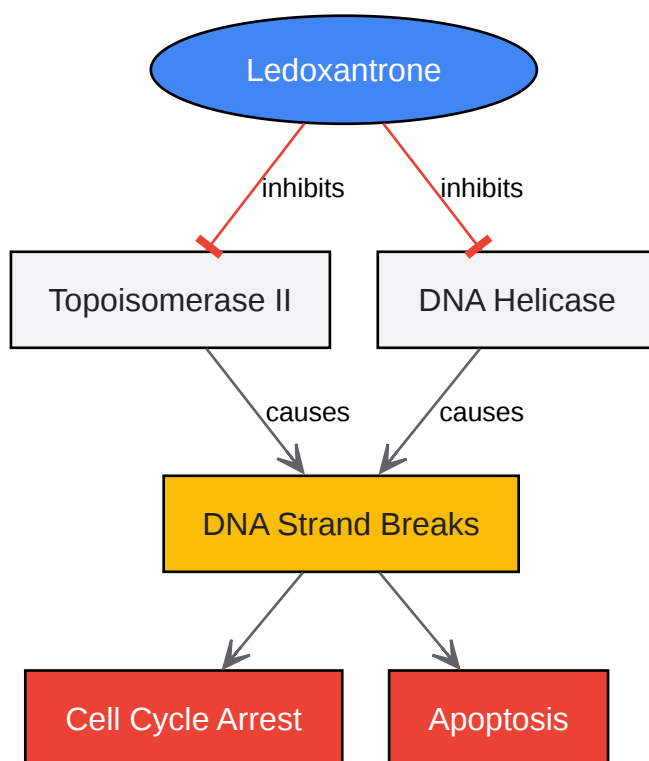 Ledoxantrone
inhibits
inhibits
Topoisomerase II
DNA Helicase
causes
causes
DNA Strand Breaks
Cell Cycle Arrest
Apoptosis